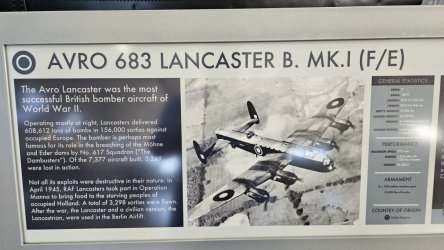 AVRO 683 LANCASTER B. MK.I (F/E)
The Avro Lancaster was the most
successful British bomber aircraft of
World War II.
Operating mostly at night, Lancasters delivered
608,612 tons of bombs in 156,000 sorties against
occupied Europe. The bomber is perhaps most
famous for its role in the breaching of the Möhne
and Eder dams by No. 617 Squadron ("The
Dambusters"). Of the 7,377 aircraft built, 3,249
were lost in action.
Not all its exploits were destructive in their nature. In
April 1945, RAF Lancasters took part in Operation
Manna to bring food to the starving peoples of
occupied Holland. A total of 3,298 sorties were flown.
After the war, the Lancaster and a civilian version, the
Lancastrian, were used in the Berlin Airlift.
GENERAL STATISTICS
CREW:
PERFORMANCE
ARMAMENT
COUNTRY OF ORIGIN
United Kingdom